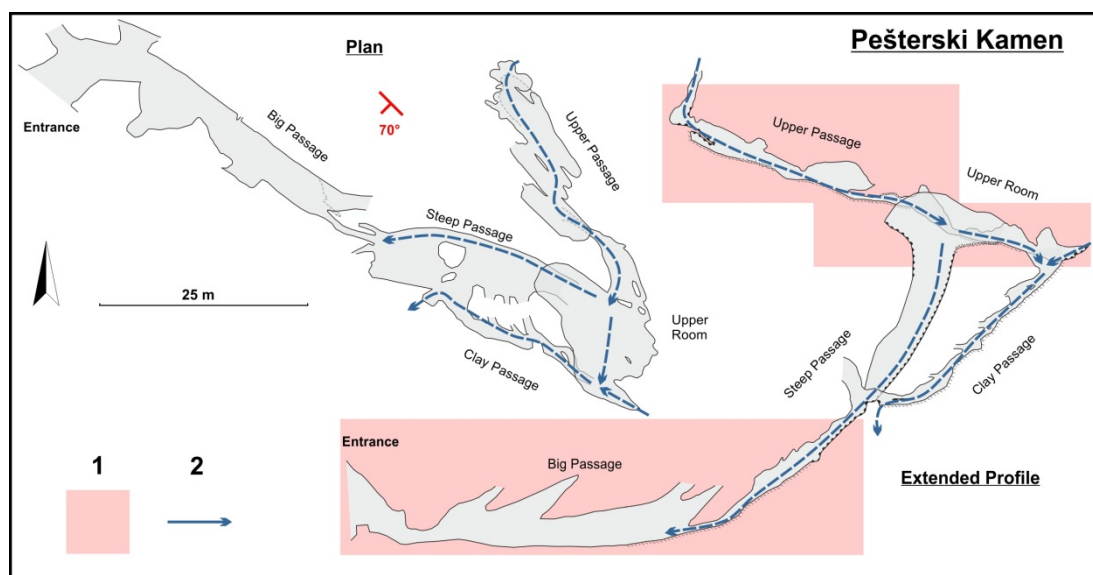 Plan
Pešterski Kamen
70°
Entrance
Big Passage
Upper Passage
Steep Passage
Clay Passage
Upper
Room
25 m
Upper Passage
Upper Room
Steep Passage
Clay Passage
Entrance
Big Passage
Extended Profile
1
2